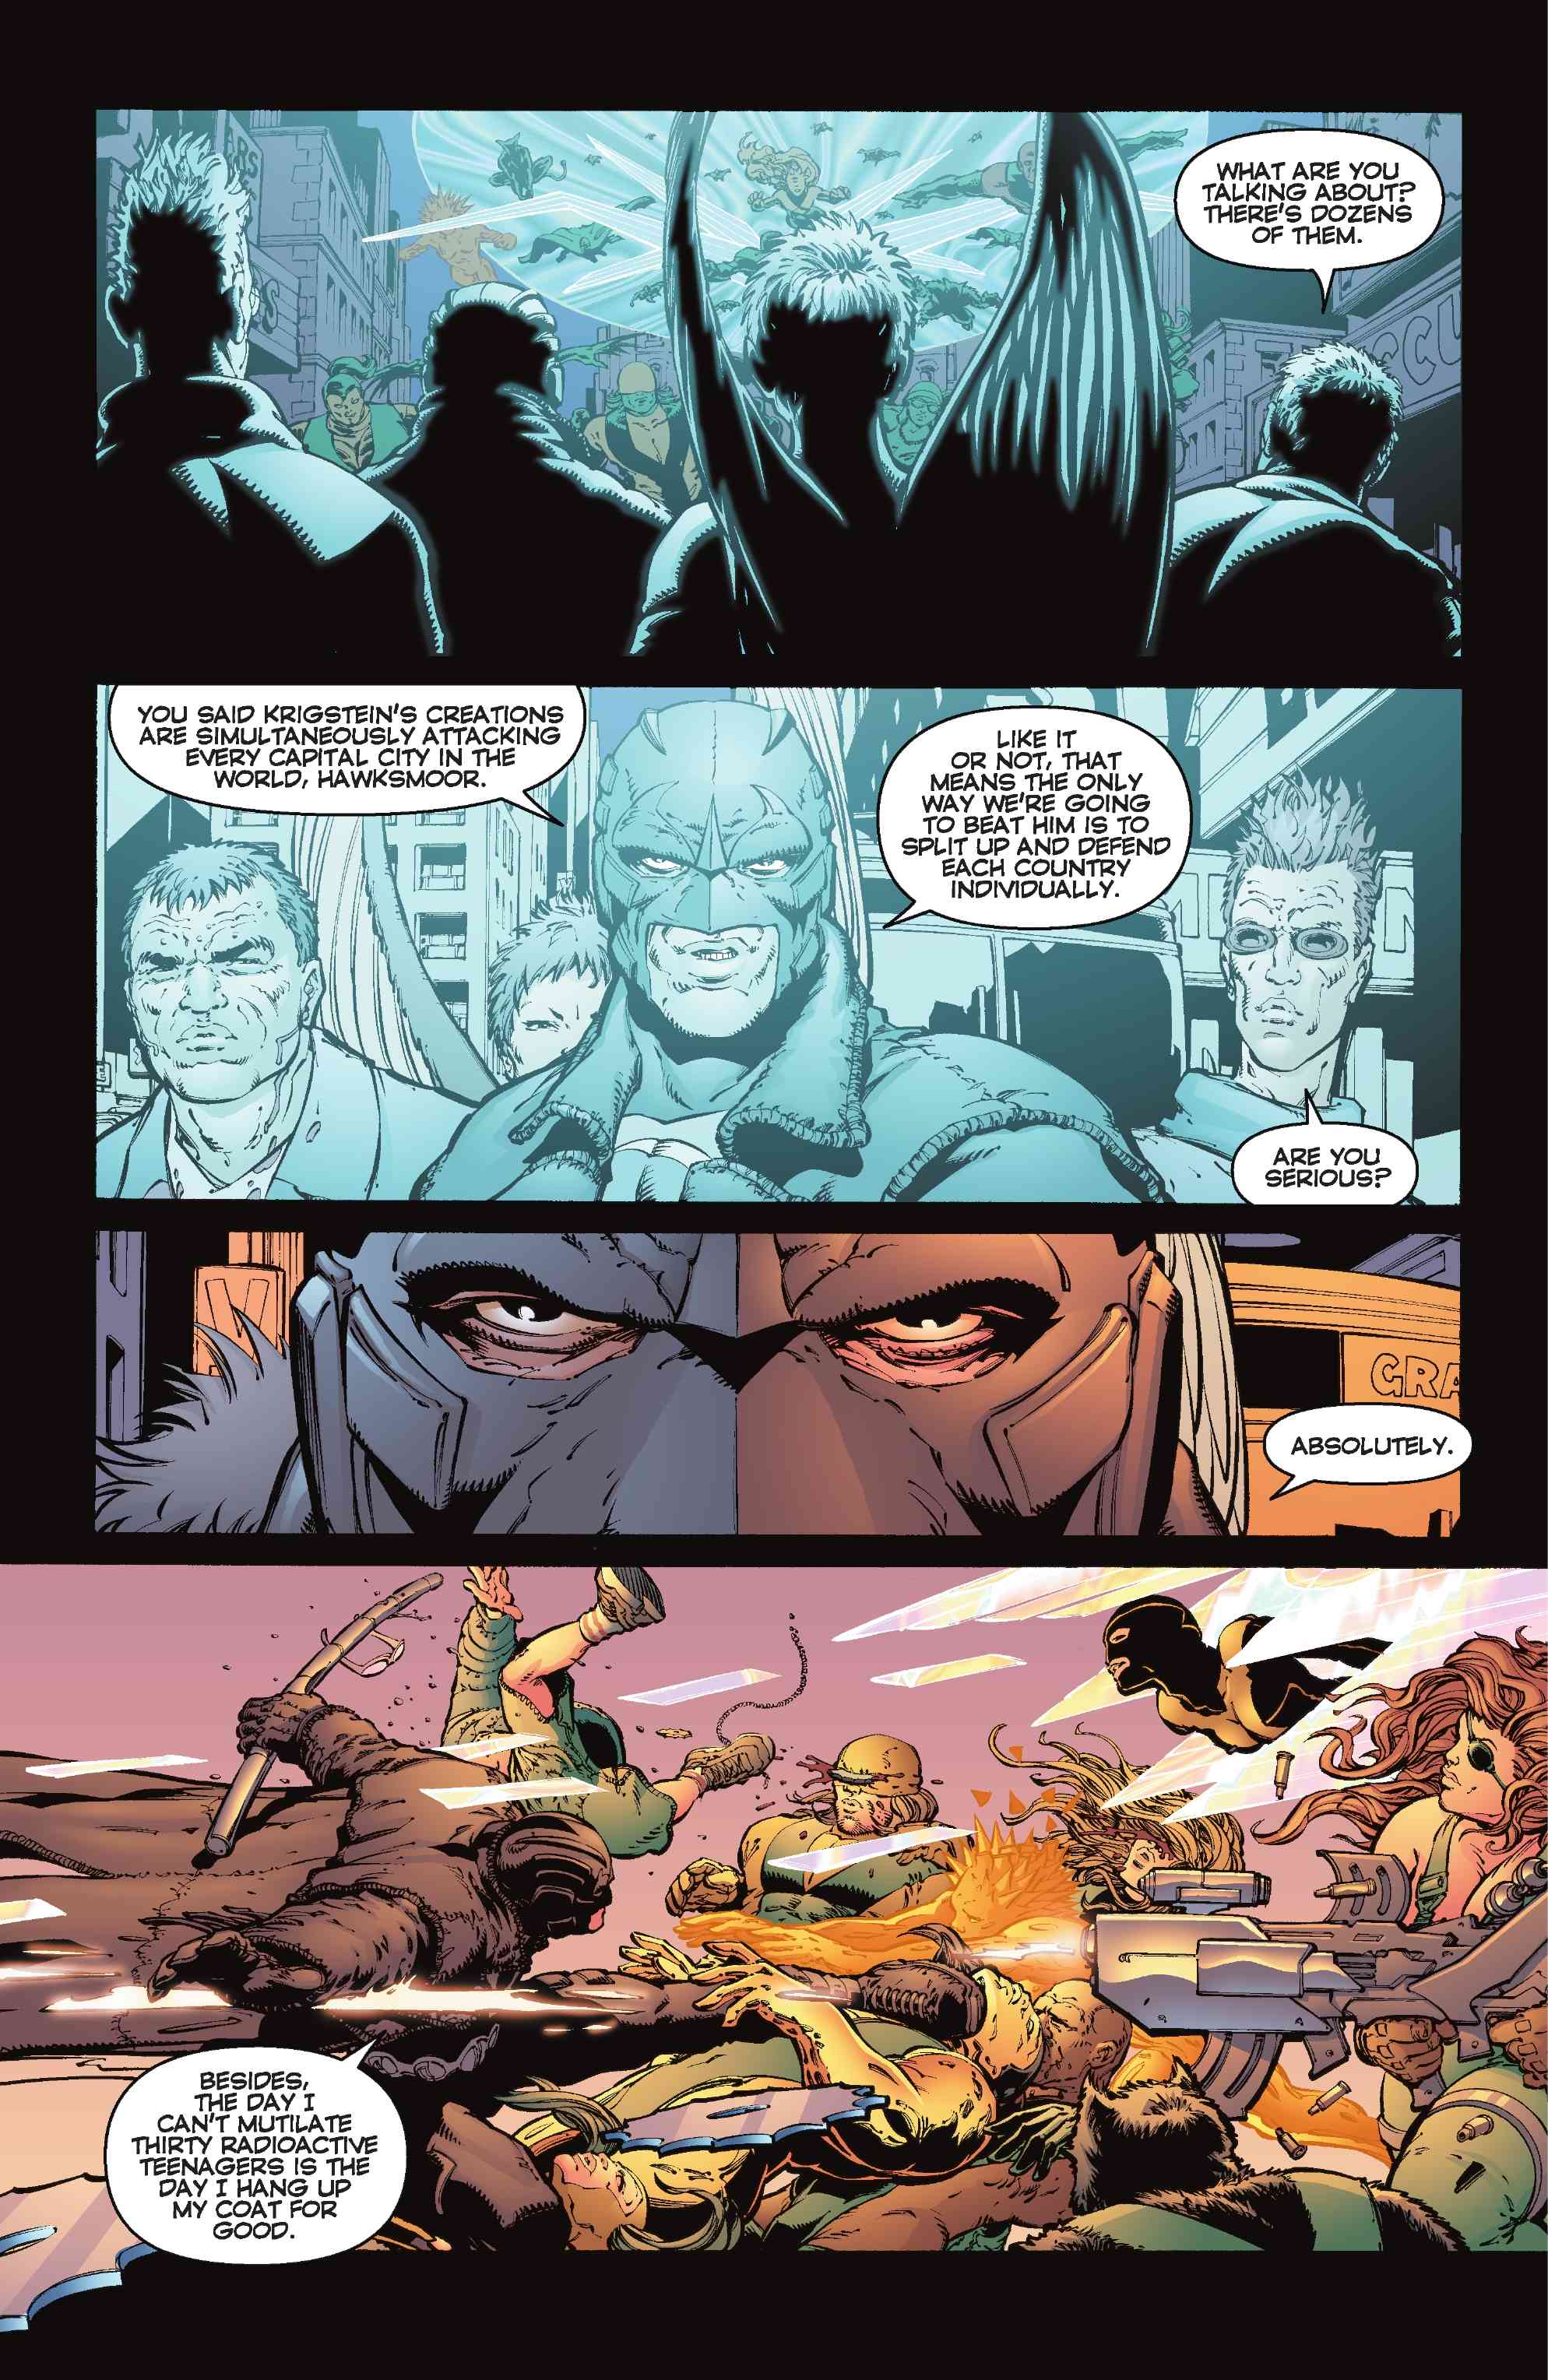 WHAT ARE YOU
TALKING ABOUT?
THERE'S DOZENS
OF THEM.
YOU SAID KRIGSTEIN'S CREATIONS
ARE SIMULTANEOUSLY ATTACKING
EVERY CAPITAL CITY IN THE
WORLD, HAWKSMOOR.
LIKE IT
OR NOT, THAT
MEANS THE ONLY
WAY WE'RE GOING
TO BEAT HIM IS TO
SPLIT UP AND DEFEND
EACH COUNTRY
INDIVIDUALLY.
ARE YOU
SERIOUS?
GRA
ABSOLUTELY.
BESIDES,
THE DAY I
CAN'T MUTILATE
THIRTY RADIOACTIVE
TEENAGERS IS THE
DAY I HANG UP
MY COAT FOR
GOOD.